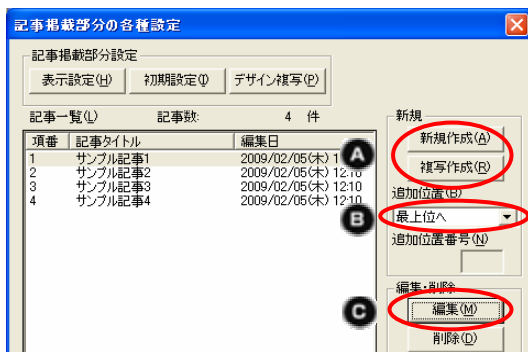 記事掲載部分の各種設定
記事掲載部分設定
表示設定(H) 初期設定(I) デザイン複写(P)
記事一覧(L) 記事数: 4 件
項番 記事タイトル 編集日
1 サンプル記事1 2009/02/05(木) 1
2 サンプル記事2 2009/02/05(木) 12:10
3 サンプル記事3 2009/02/05(木) 12:10
4 サンプル記事4 2009/02/05(木) 12:10
A
B
C
新規
新規作成(A)
複写作成(R)
追加位置(B)
最上位へ
追加位置番号(N)
編集・削除
編集(M)
削除(D)